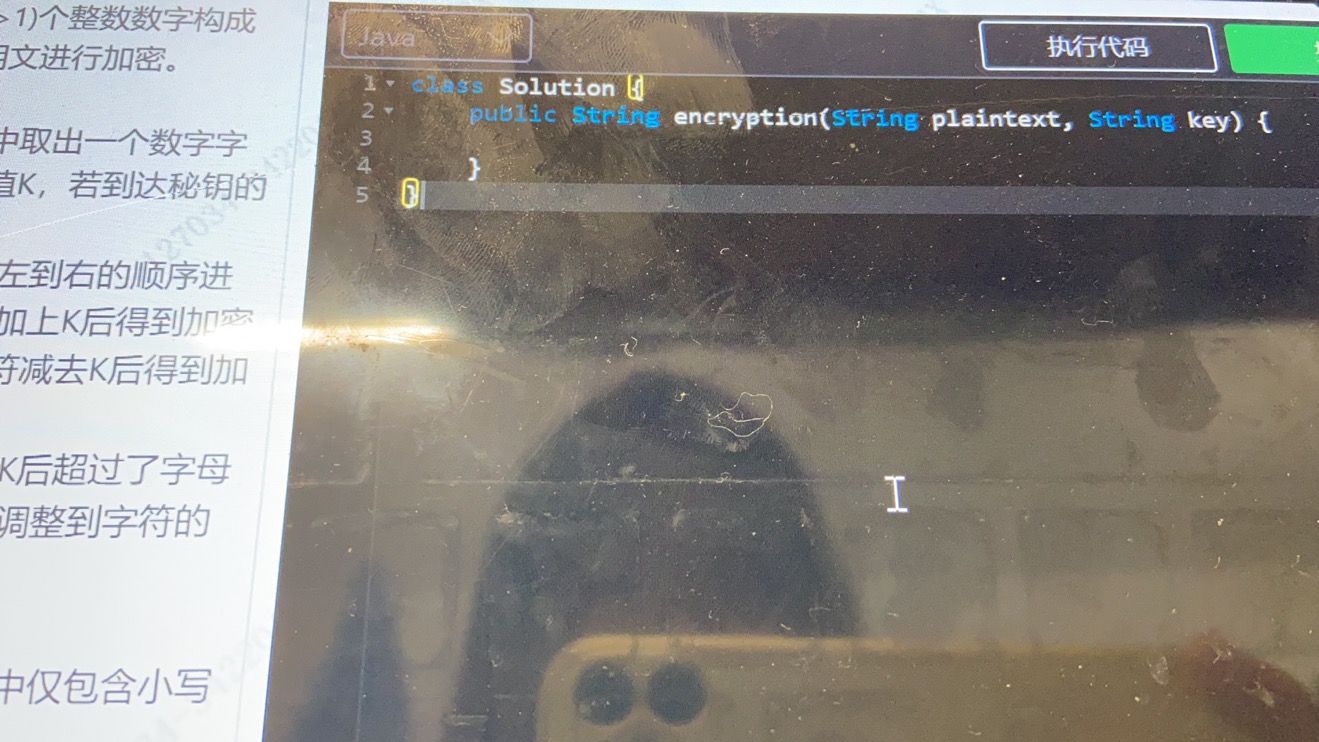 > 1)个整数数字构成
明文进行加密。
中取出一个数字字
值K，若到达秘钥的
左到右的顺序进
加上K后得到加密
符减去K后得到加
K后超过了字母
调整到字符的
中仅包含小写
Java
执行代码
1 class Solution {
2 public String encryption(String plaintext, String key) {
3
4 }
5 }